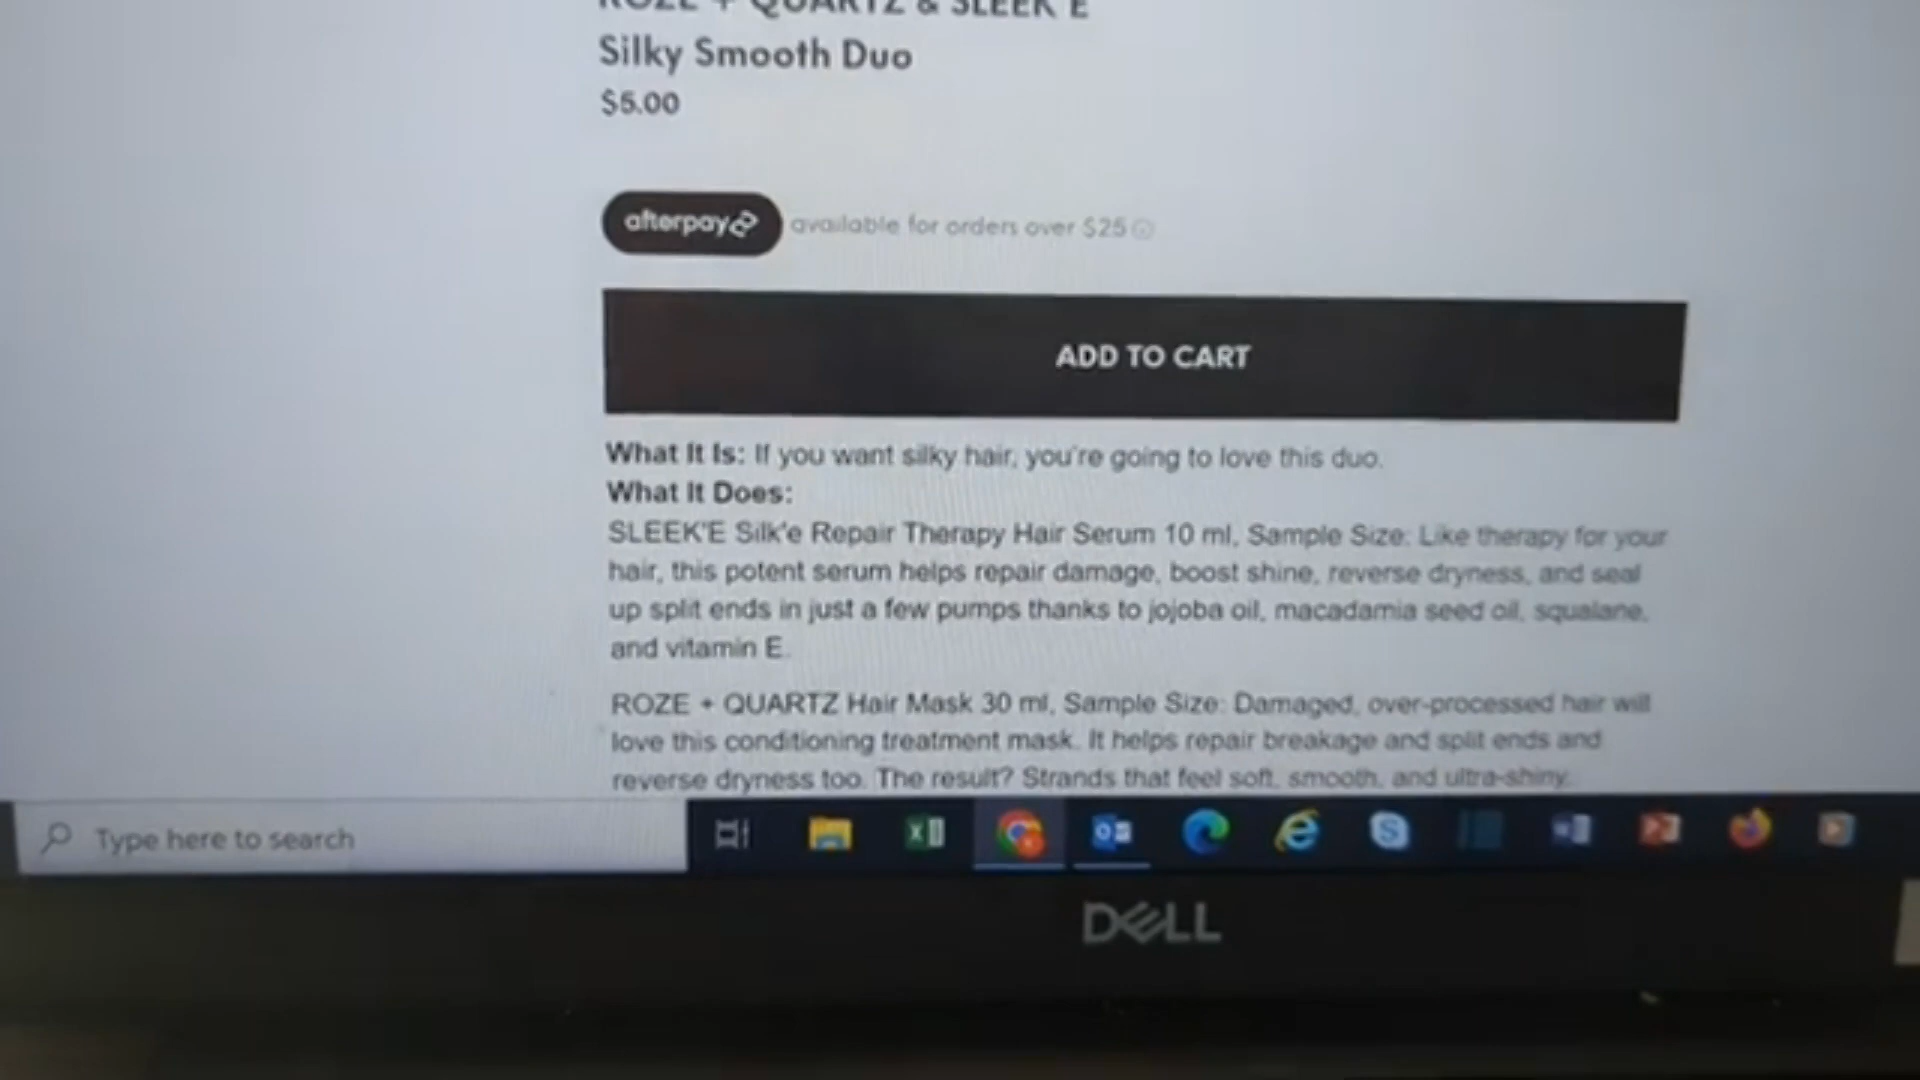 ROZE + QUARTZ & SLEEK'E
Silky Smooth Duo
$5.00
afterpay available for orders over $25
ADD TO CART
What It Is: If you want silky hair, you're going to love this duo.
What It Does:
SLEEK'E Silk'e Repair Therapy Hair Serum 10 ml, Sample Size: Like therapy for your
hair, this potent serum helps repair damage, boost shine, reverse dryness, and seal
up split ends in just a few pumps thanks to jojoba oil, macadamia seed oil, squalane,
and vitamin E.
ROZE + QUARTZ Hair Mask 30 ml, Sample Size: Damaged, over-processed hair will
love this conditioning treatment mask. It helps repair breakage and split ends and
reverse dryness too. The result? Strands that feel soft, smooth, and ultra-shiny.
Type here to search
DELL